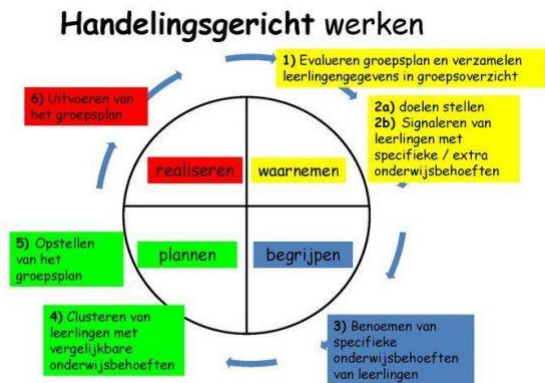 Handelingsgericht werken
1) Evalueren groepsplan en verzamelen
leerlingengegevens in groepsoverzicht
2a) doelen stellen
2b) Signaleren van
leerlingen met
specifieke / extra
onderwijsbehoeften
6) Uitvoeren van
het groepsplan
realiseren
waarnemen
plannen
begrijpen
5) Opstellen
van het
groepsplan
4) Clusteren van
leerlingen met
vergelijkbare
onderwijsbehoeften
3) Benoemen van
specifieke
onderwijsbehoeften
van leerlingen